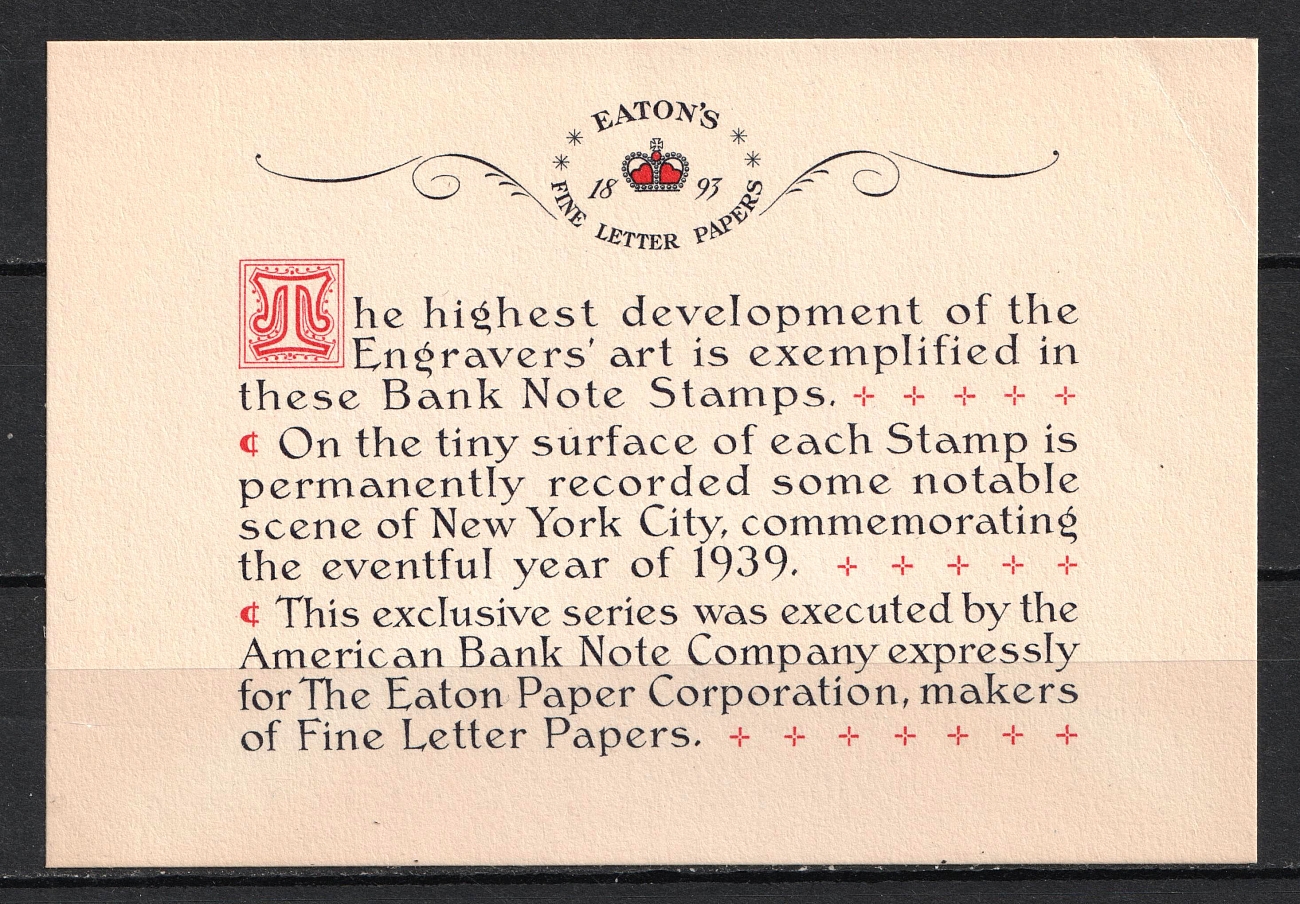 EATON'S
18 93
FINE LETTER PAPERS
The highest development of the
Engravers' art is exemplified in
these Bank Note Stamps. ✢ ✢ ✢ ✢ ✢
¶ On the tiny surface of each Stamp is
permanently recorded some notable
scene of New York City, commemorating
the eventful year of 1939. ✢ ✢ ✢ ✢ ✢
¶ This exclusive series was executed by the
American Bank Note Company expressly
for The Eaton Paper Corporation, makers
of Fine Letter Papers. ✢ ✢ ✢ ✢ ✢ ✢ ✢